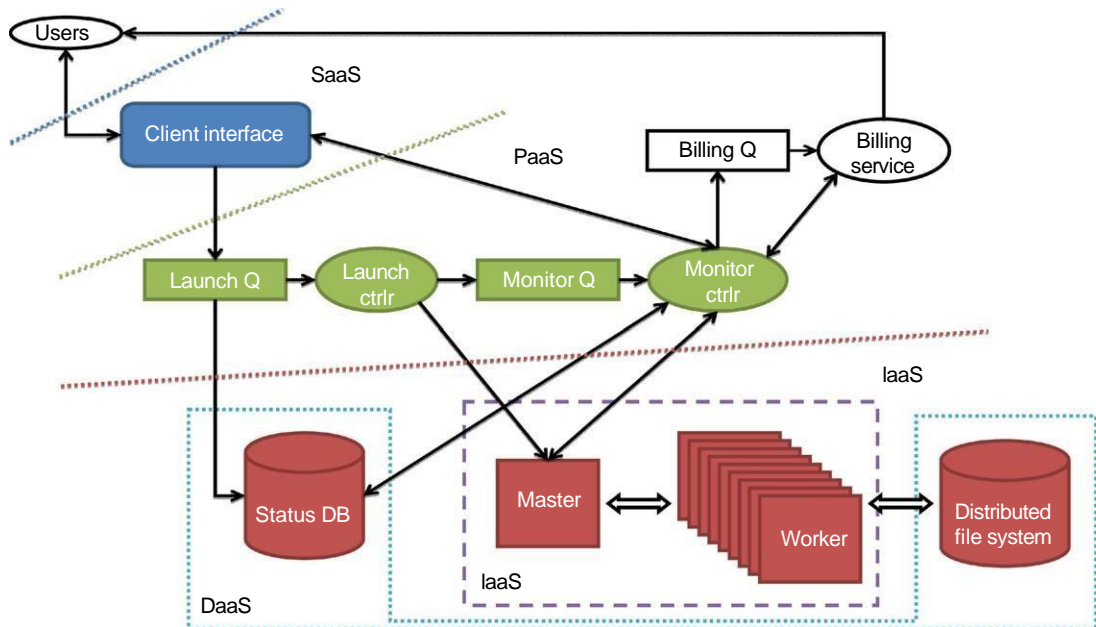 Users
SaaS
Client interface
PaaS
Billing Q
Billing
service
Launch Q
Launch
ctrlr
Monitor Q
Monitor
ctrlr
IaaS
Status DB
Master
Worker
Distributed
file system
IaaS
DaaS